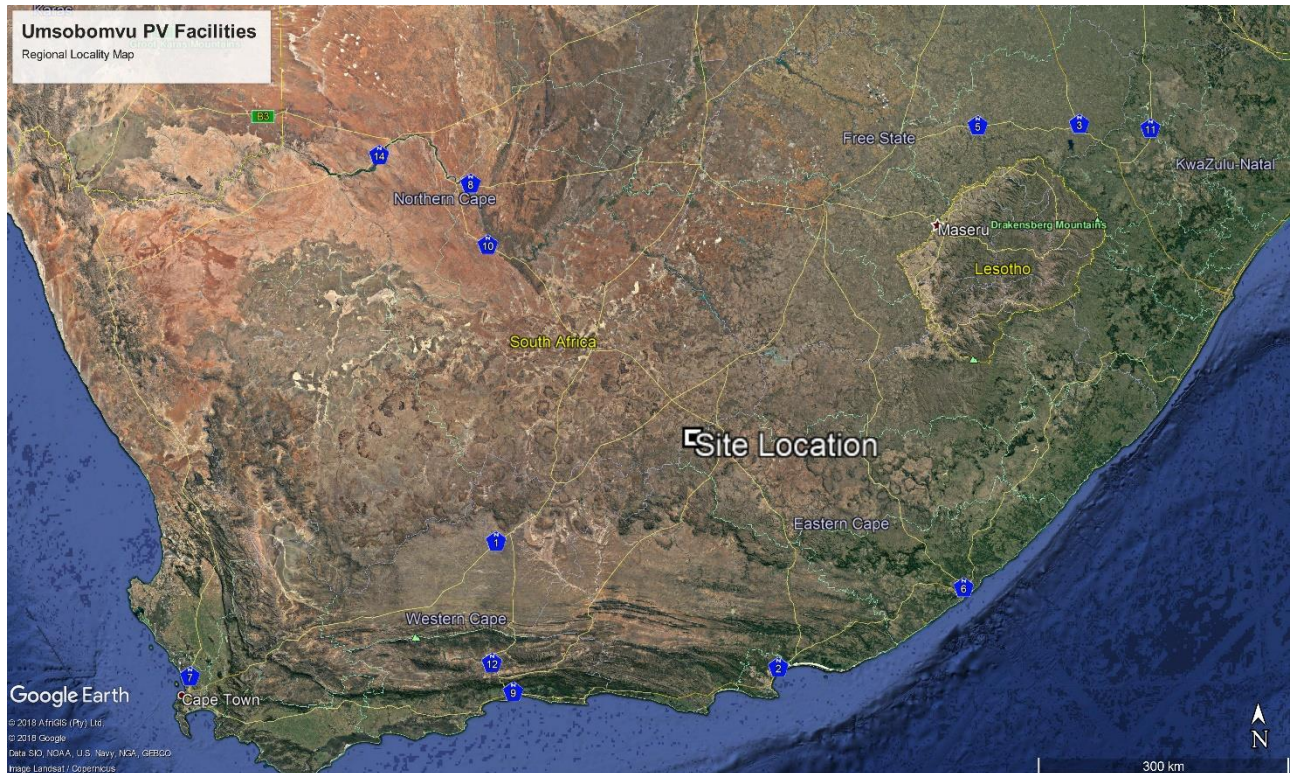 Karas
Umsobomvu PV Facilities
Regional Locality Map
B3
14
N
8
Northern Cape
N
10
Free State
N
5
N
3
N
11
KwaZulu-Natal
Maseru
Drakensberg Mountains
Lesotho
South Africa
Site Location
Eastern Cape
N
1
N
6
Western Cape
N
12
N
2
N
7
N
9
Cape Town
Google Earth
© 2018 AfriGIS (Pty) Ltd.
© 2018 Google
Data SIO, NOAA, U.S. Navy, NGA, GEBCO
Image Landsat / Copernicus
N
300 km